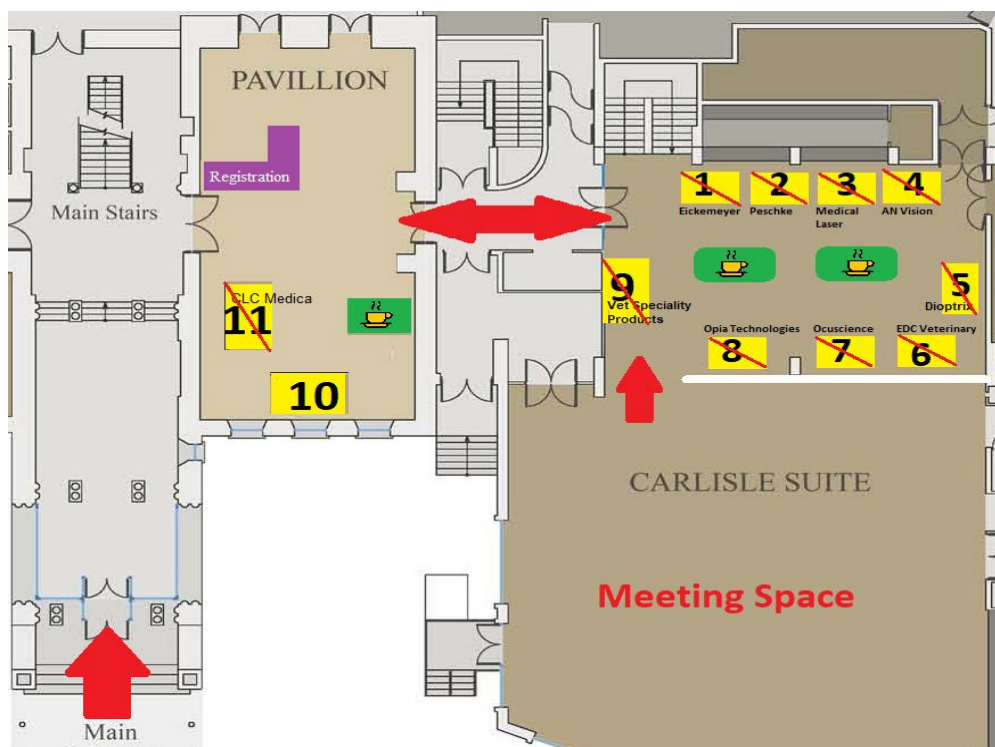 PAVILLION
Registration
Main Stairs
1
2
3
4
Eickemeyer
Peschke
Medical
Laser
AN Vision
9
Vet Speciality
Products
5
Dioptrix
CLC Medica
11
10
Opia Technologies
Ocuscience
EDC Veterinary
8
7
6
CARLISLE SUITE
Meeting Space
Main